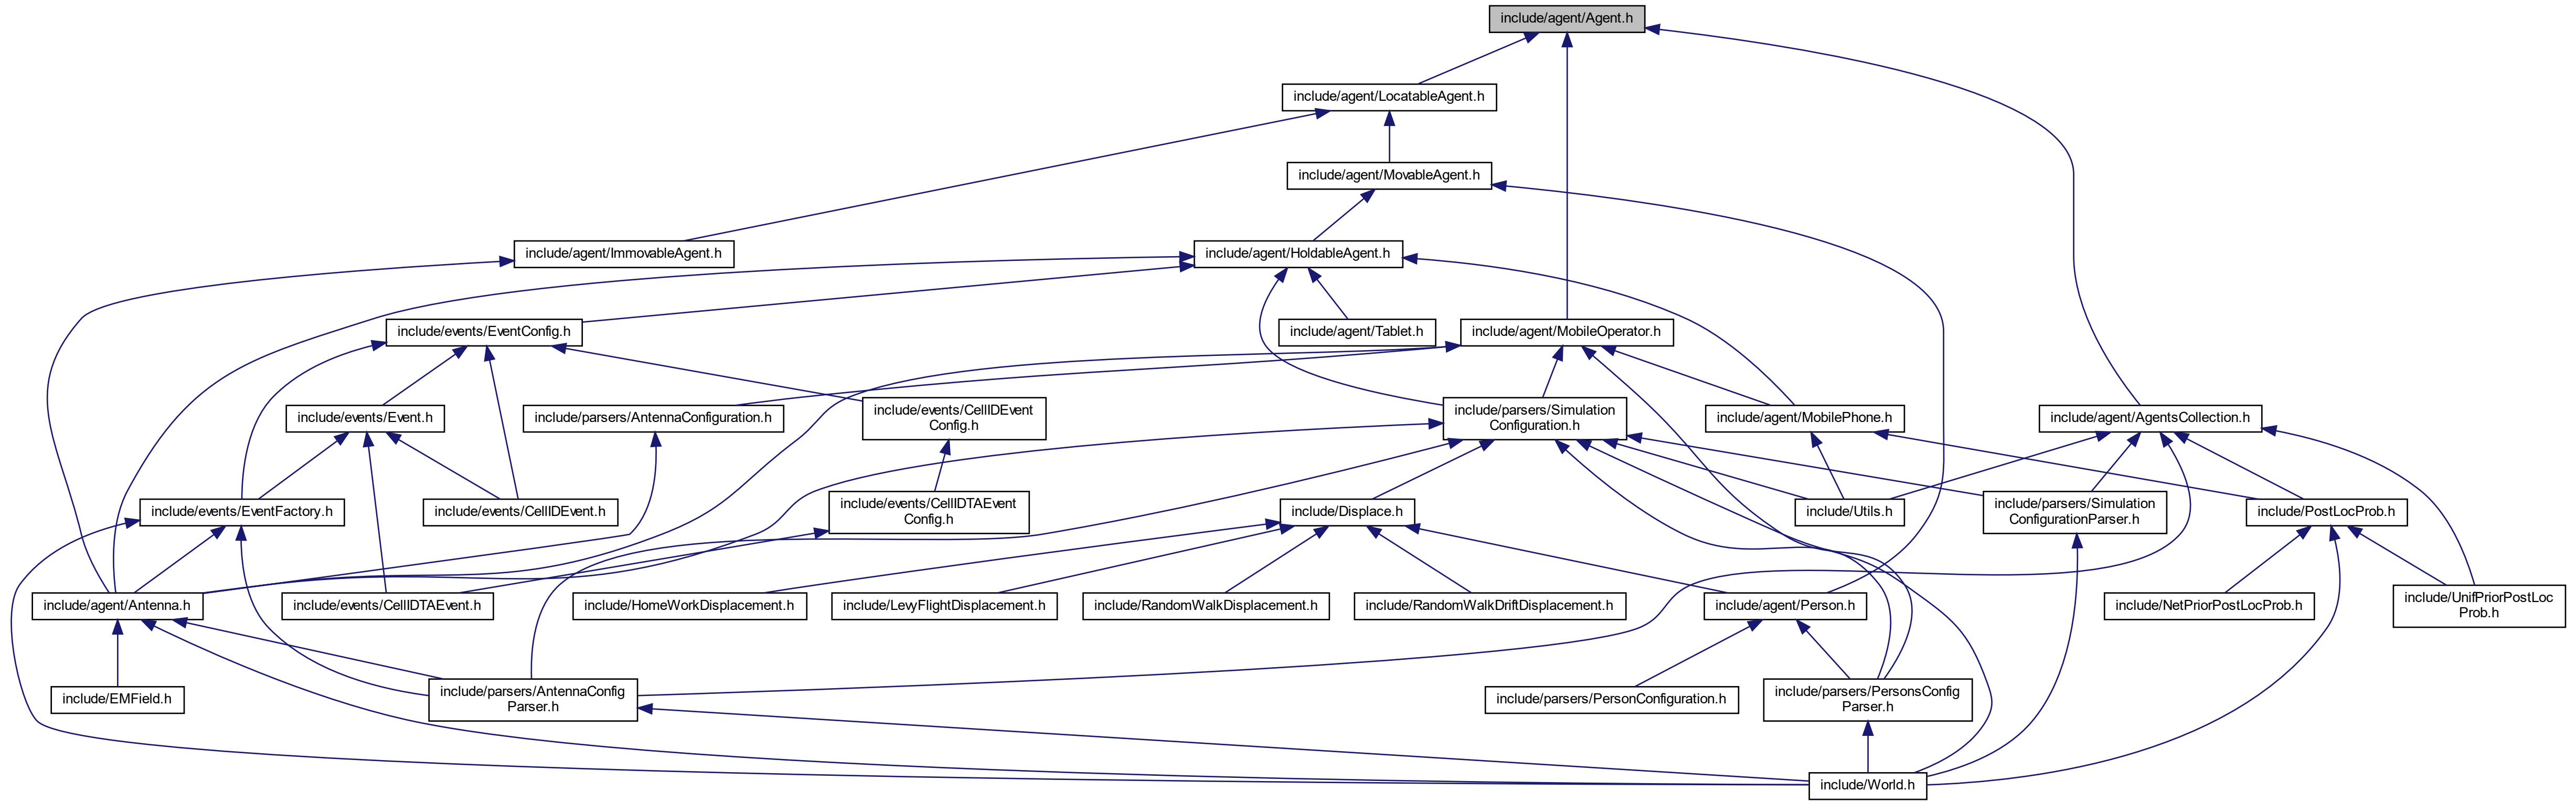 include/agent/Agent.h
include/agent/LocatableAgent.h
include/agent/MovableAgent.h
include/agent/ImmovableAgent.h
include/agent/HoldableAgent.h
include/events/EventConfig.h
include/agent/Tablet.h
include/agent/MobileOperator.h
include/events/Event.h
include/parsers/AntennaConfiguration.h
include/events/CellIDEvent
Config.h
include/parsers/Simulation
Configuration.h
include/agent/MobilePhone.h
include/agent/AgentsCollection.h
include/events/EventFactory.h
include/events/CellIDEvent.h
include/events/CellIDTAEvent
Config.h
include/Displace.h
include/Utils.h
include/parsers/Simulation
ConfigurationParser.h
include/PostLocProb.h
include/agent/Antenna.h
include/events/CellIDTAEvent.h
include/HomeWorkDisplacement.h
include/LevyFlightDisplacement.h
include/RandomWalkDisplacement.h
include/RandomWalkDriftDisplacement.h
include/agent/Person.h
include/NetPriorPostLocProb.h
include/UnifPriorPostLoc
Prob.h
include/EMField.h
include/parsers/AntennaConfig
Parser.h
include/parsers/PersonConfiguration.h
include/parsers/PersonsConfig
Parser.h
include/World.h